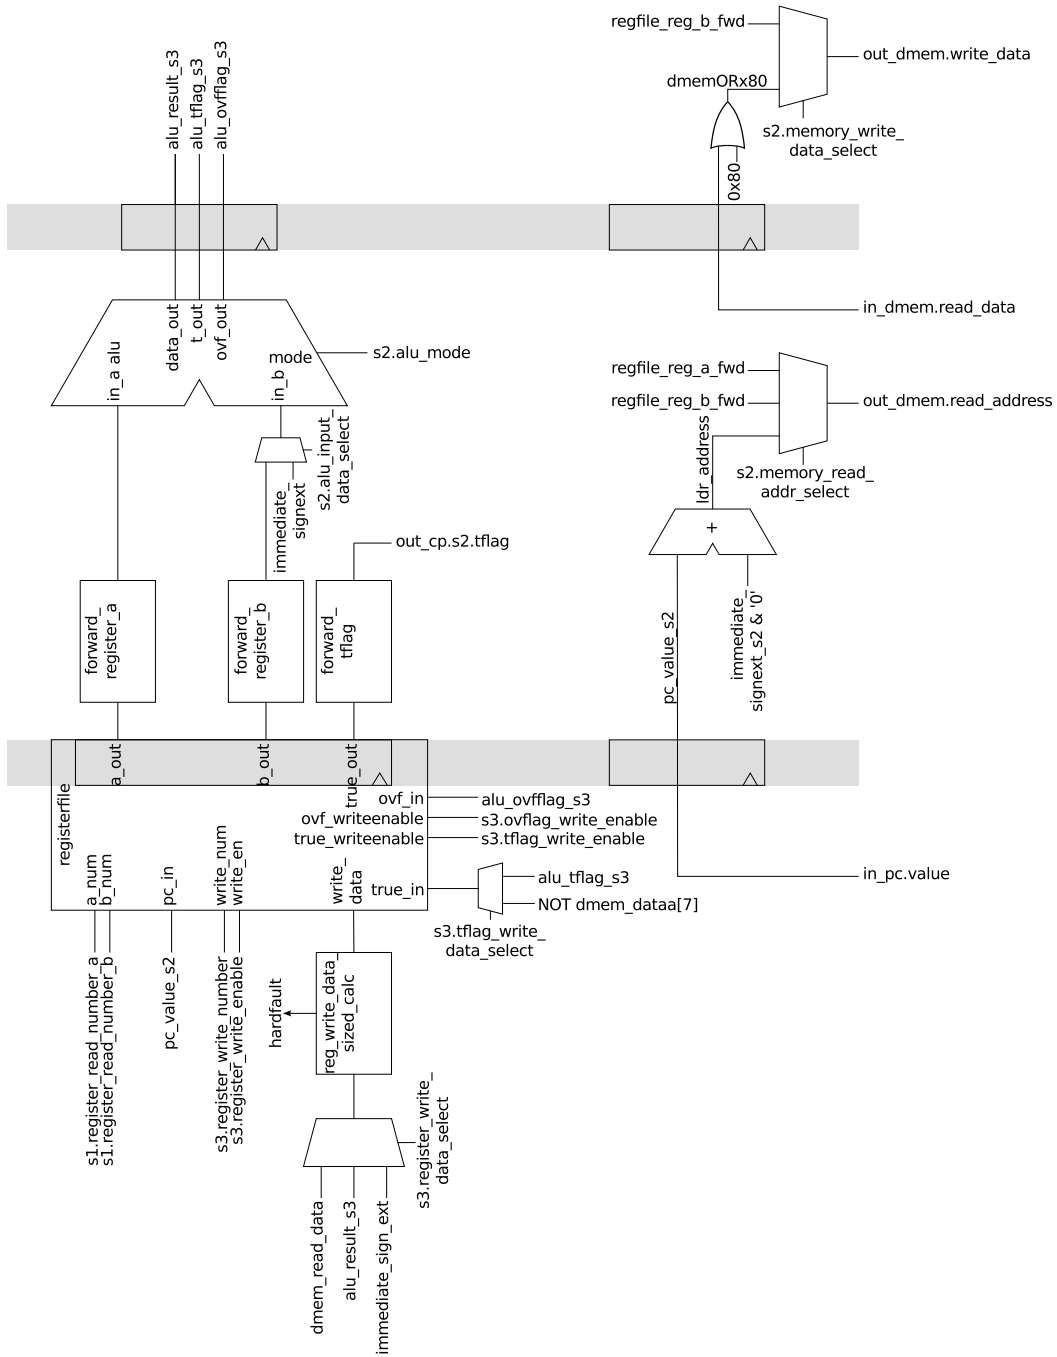 regfile_reg_b_fwd
out_dmem.write_data
dmemORx80
s2.memory_write_
data_select
0x80
alu_result_s3
alu_tflag_s3
alu_ovfflag_s3
in_dmem.read_data
data_out
t_out
ovf_out
in_a alu
mode
in_b
s2.alu_mode
regfile_reg_a_fwd
regfile_reg_b_fwd
out_dmem.read_address
ldr_address
s2.memory_read_
addr_select
s2.alu_input_
data_select
immediate_
signext
+
out_cp.s2.tflag
forward_
register_a
forward_
register_b
forward_
tflag
pc_value_s2
immediate_
signext_s2 & '0'
a_out
b_out
true_out
registerfile
ovf_in
alu_ovfflag_s3
ovf_writeenable
s3.ovflag_write_enable
true_writeenable
s3.tflag_write_enable
a_num
b_num
pc_in
write_num
write_en
write_
data
true_in
alu_tflag_s3
NOT dmem_dataa[7]
s3.tflag_write_
data_select
in_pc.value
s1.register_read_number_a
s1.register_read_number_b
pc_value_s2
s3.register_write_number
s3.register_write_enable
hardfault
reg_write_data_
sized_calc
s3.register_write_
data_select
dmem_read_data
alu_result_s3
immediate_sign_ext